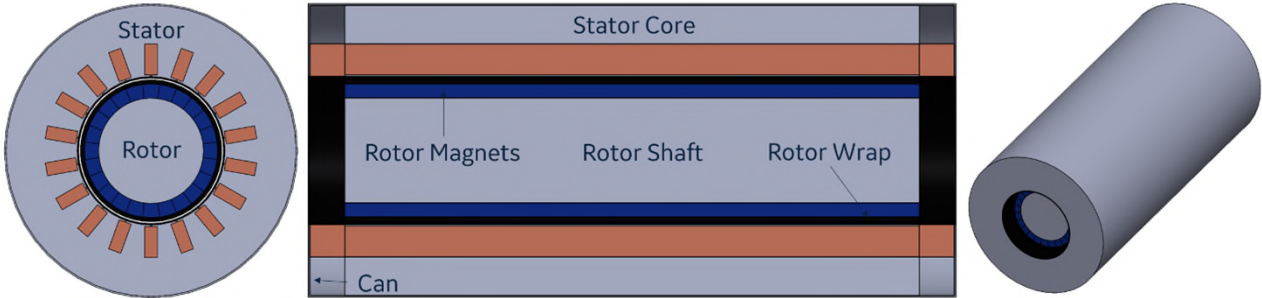 Stator
Rotor
Stator Core
Rotor Magnets
Rotor Shaft
Rotor Wrap
Can